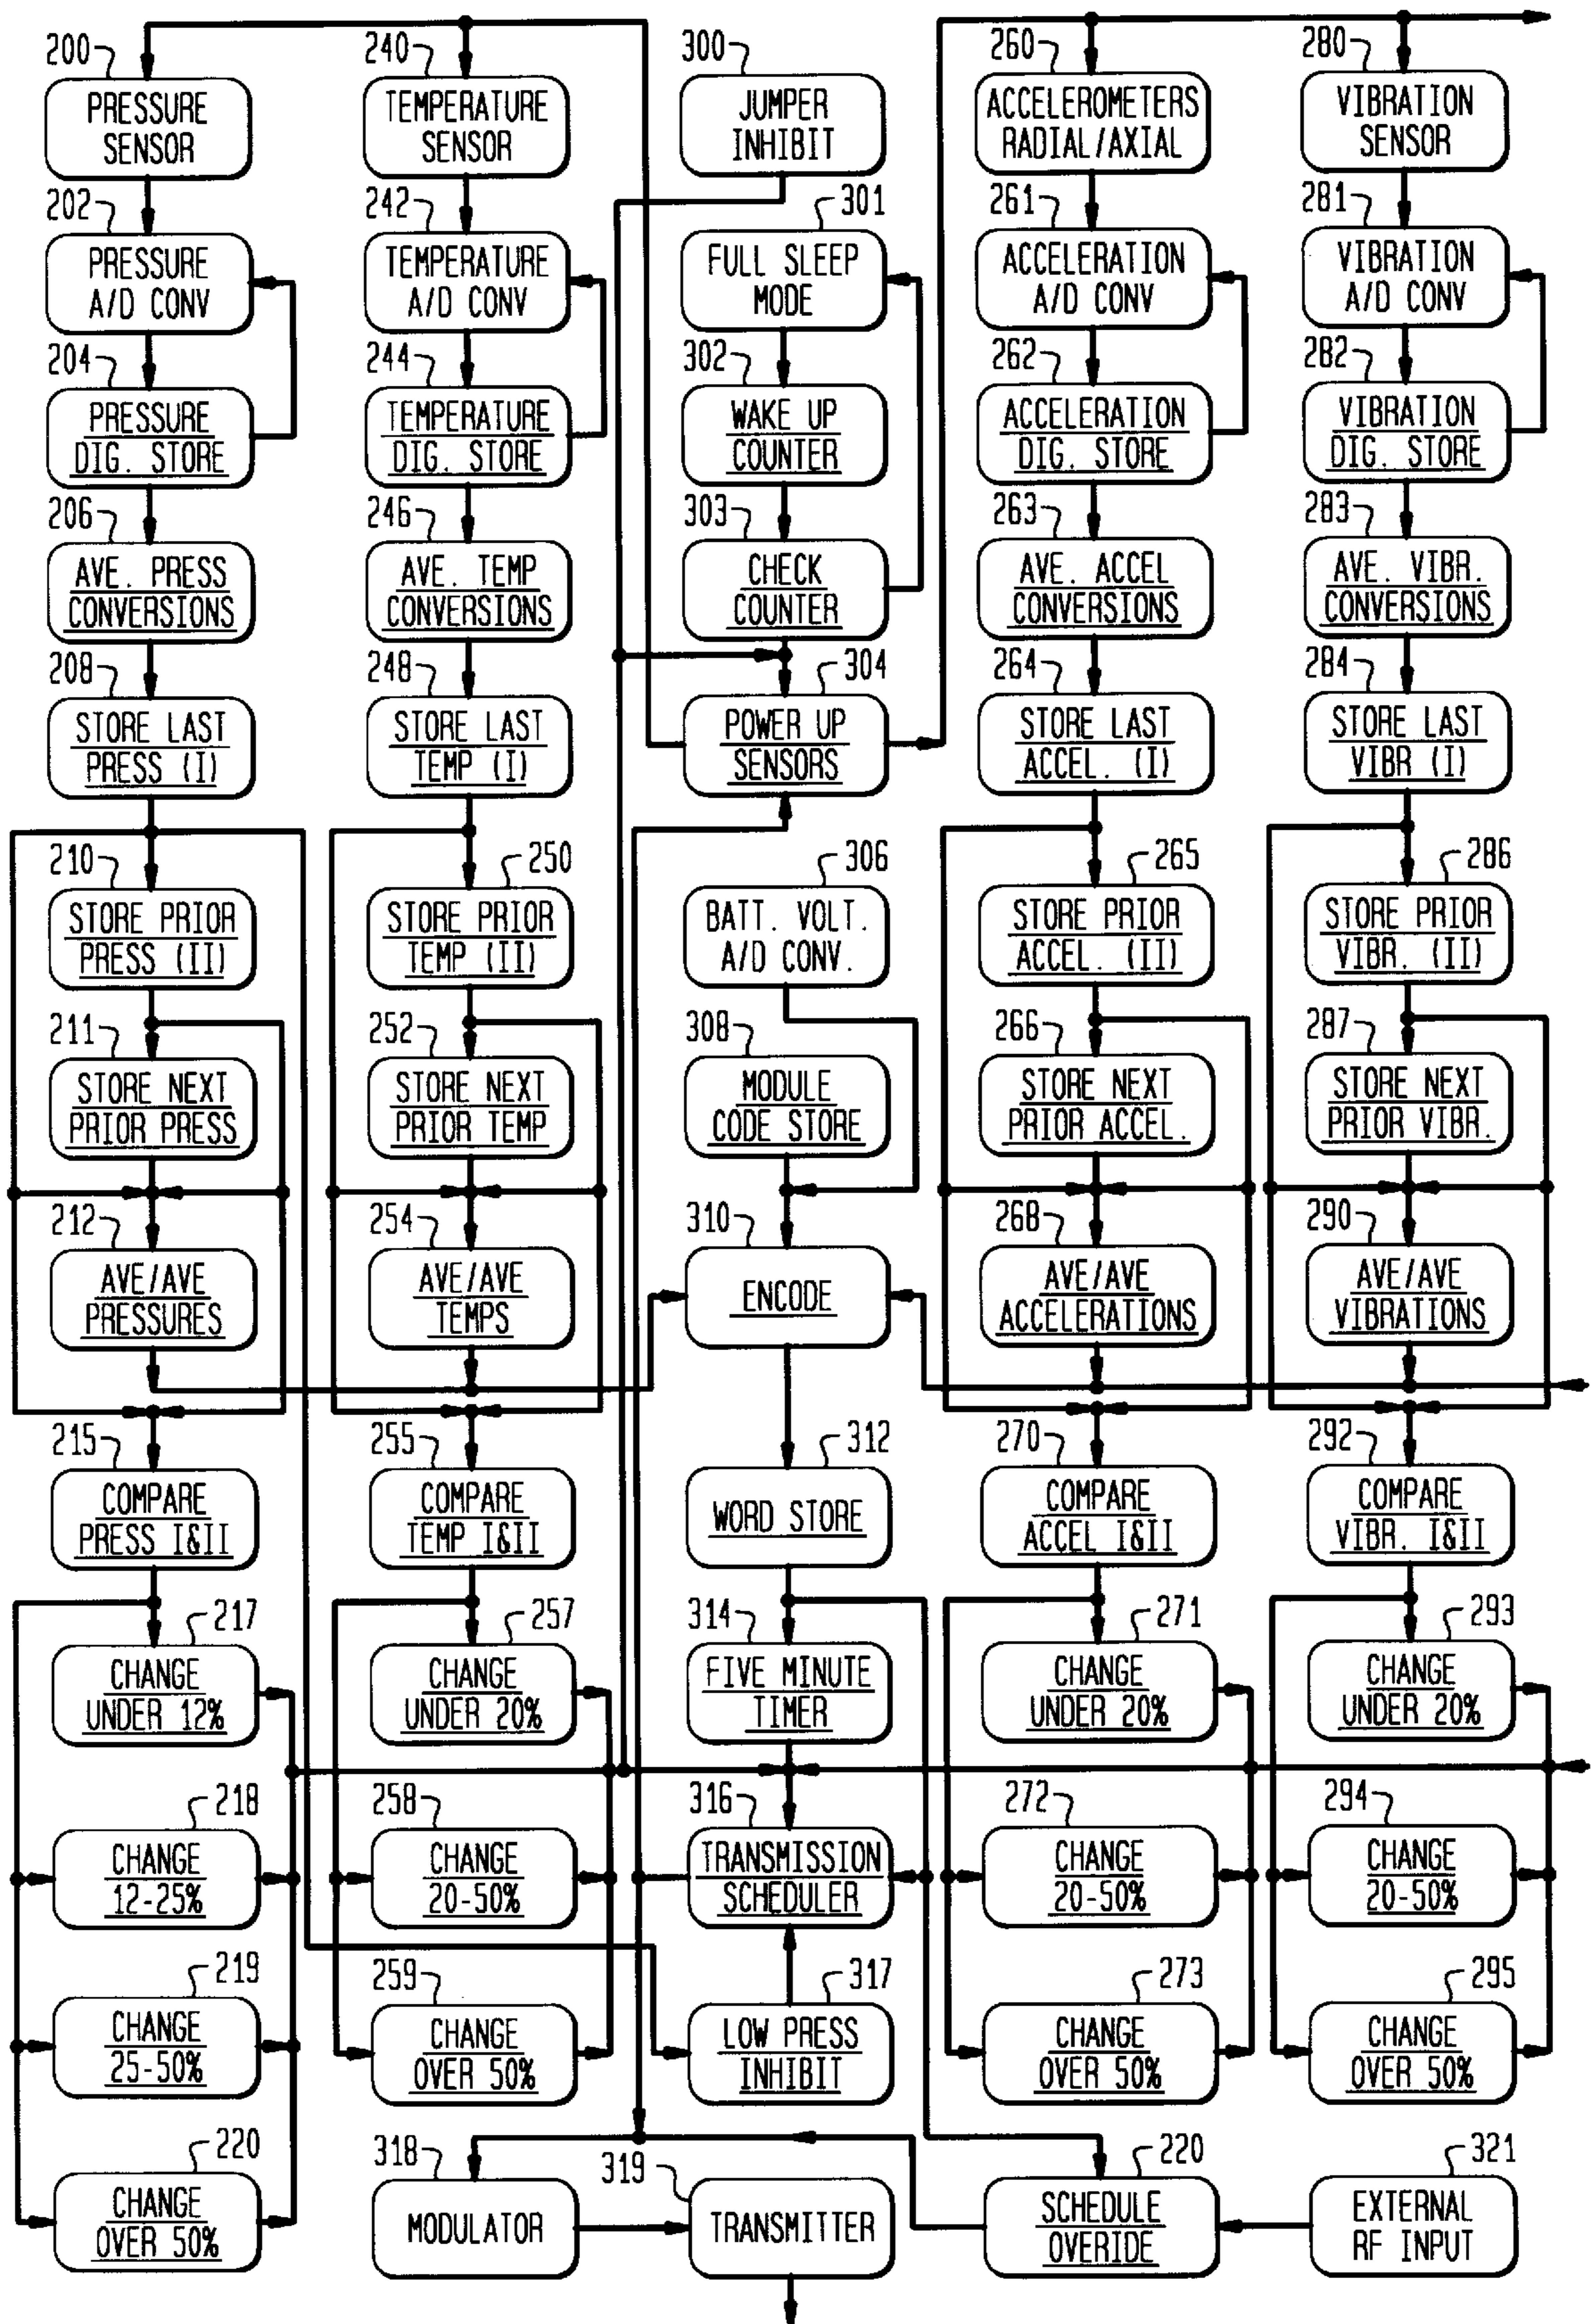 200
PRESSURE
SENSOR
202
PRESSURE
A/D CONV
204
PRESSURE
DIG. STORE
206
AVE. PRESS
CONVERSIONS
208
STORE LAST
PRESS (I)
210
STORE PRIOR
PRESS (II)
211
STORE NEXT
PRIOR PRESS
212
AVE/AVE
PRESSURES
215
COMPARE
PRESS I&II
217
CHANGE
UNDER 12%
218
CHANGE
12-25%
219
CHANGE
25-50%
220
CHANGE
OVER 50%
240
TEMPERATURE
SENSOR
242
TEMPERATURE
A/D CONV
244
TEMPERATURE
DIG. STORE
246
AVE. TEMP
CONVERSIONS
248
STORE LAST
TEMP (I)
250
STORE PRIOR
TEMP (II)
252
STORE NEXT
PRIOR TEMP
254
AVE/AVE
TEMPS
255
COMPARE
TEMP I&II
257
CHANGE
UNDER 20%
258
CHANGE
20-50%
259
CHANGE
OVER 50%
318
MODULATOR
300
JUMPER
INHIBIT
301
FULL SLEEP
MODE
302
WAKE UP
COUNTER
303
CHECK
COUNTER
304
POWER UP
SENSORS
306
BATT. VOLT.
A/D CONV.
308
MODULE
CODE STORE
310
ENCODE
312
WORD STORE
314
FIVE MINUTE
TIMER
316
TRANSMISSION
SCHEDULER
317
LOW PRESS
INHIBIT
319
TRANSMITTER
260
ACCELEROMETERS
RADIAL/AXIAL
261
ACCELERATION
A/D CONV
262
ACCELERATION
DIG. STORE
263
AVE. ACCEL
CONVERSIONS
264
STORE LAST
ACCEL. (I)
265
STORE PRIOR
ACCEL. (II)
266
STORE NEXT
PRIOR ACCEL.
268
AVE/AVE
ACCELERATIONS
270
COMPARE
ACCEL I&II
271
CHANGE
UNDER 20%
272
CHANGE
20-50%
273
CHANGE
OVER 50%
220
SCHEDULE
OVERIDE
280
VIBRATION
SENSOR
281
VIBRATION
A/D CONV
282
VIBRATION
DIG. STORE
283
AVE. VIBR.
CONVERSIONS
284
STORE LAST
VIBR (I)
286
STORE PRIOR
VIBR. (II)
287
STORE NEXT
PRIOR VIBR.
290
AVE/AVE
VIBRATIONS
292
COMPARE
VIBR. I&II
293
CHANGE
UNDER 20%
294
CHANGE
20-50%
295
CHANGE
OVER 50%
321
EXTERNAL
RF INPUT